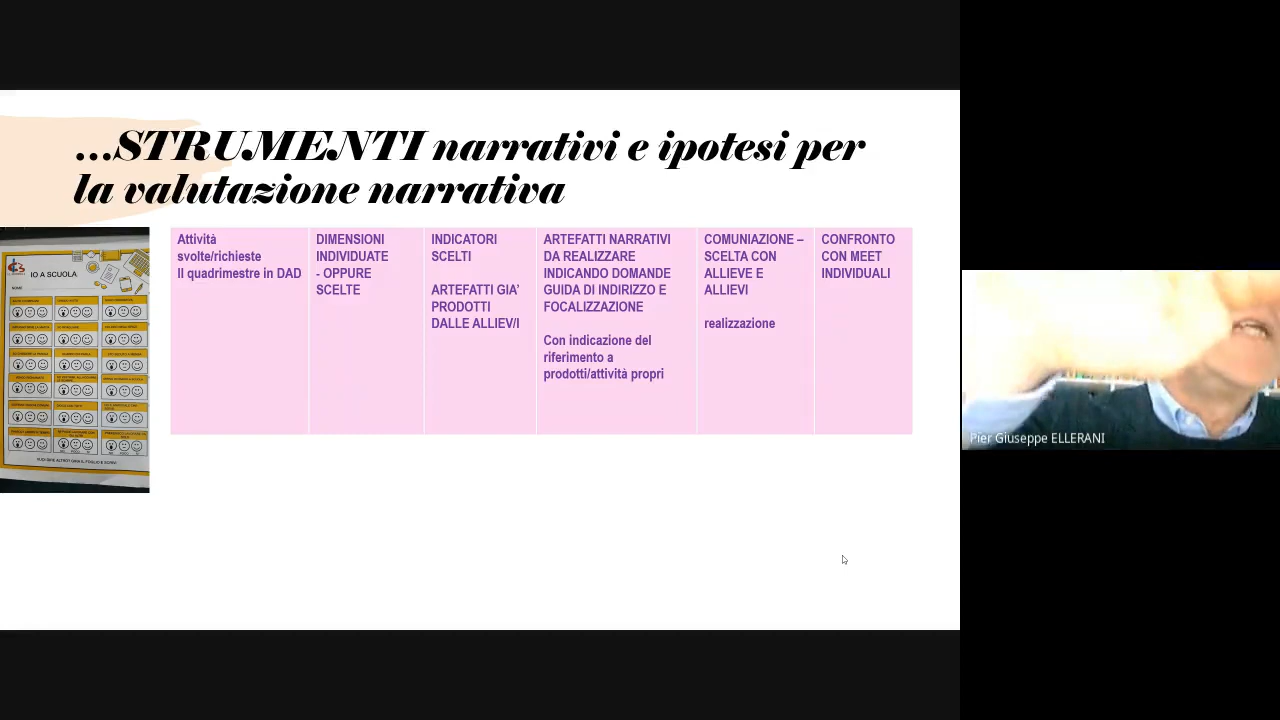 ...STRUMENTI narrativi e ipotesi per
la valutazione narrativa
IO A SCUOLA
Attività
svolte/richieste
II quadrimestre in DAD
DIMENSIONI
INDIVIDUATE
- OPPURE
SCELTE
INDICATORI
SCELTI
ARTEFATTI GIA'
PRODOTTI
DALLE ALLIEV/I
ARTEFATTI NARRATIVI
DA REALIZZARE
INDICANDO DOMANDE
GUIDA DI INDIRIZZO E
FOCALIZZAZIONE
Con indicazione del
riferimento a
prodotti/attività propri
COMUNIAZIONE –
SCELTA CON
ALLIEVE E
ALLIEVI
realizzazione
CONFRONTO
CON MEET
INDIVIDUALI
Pier Giuseppe ELLERANI